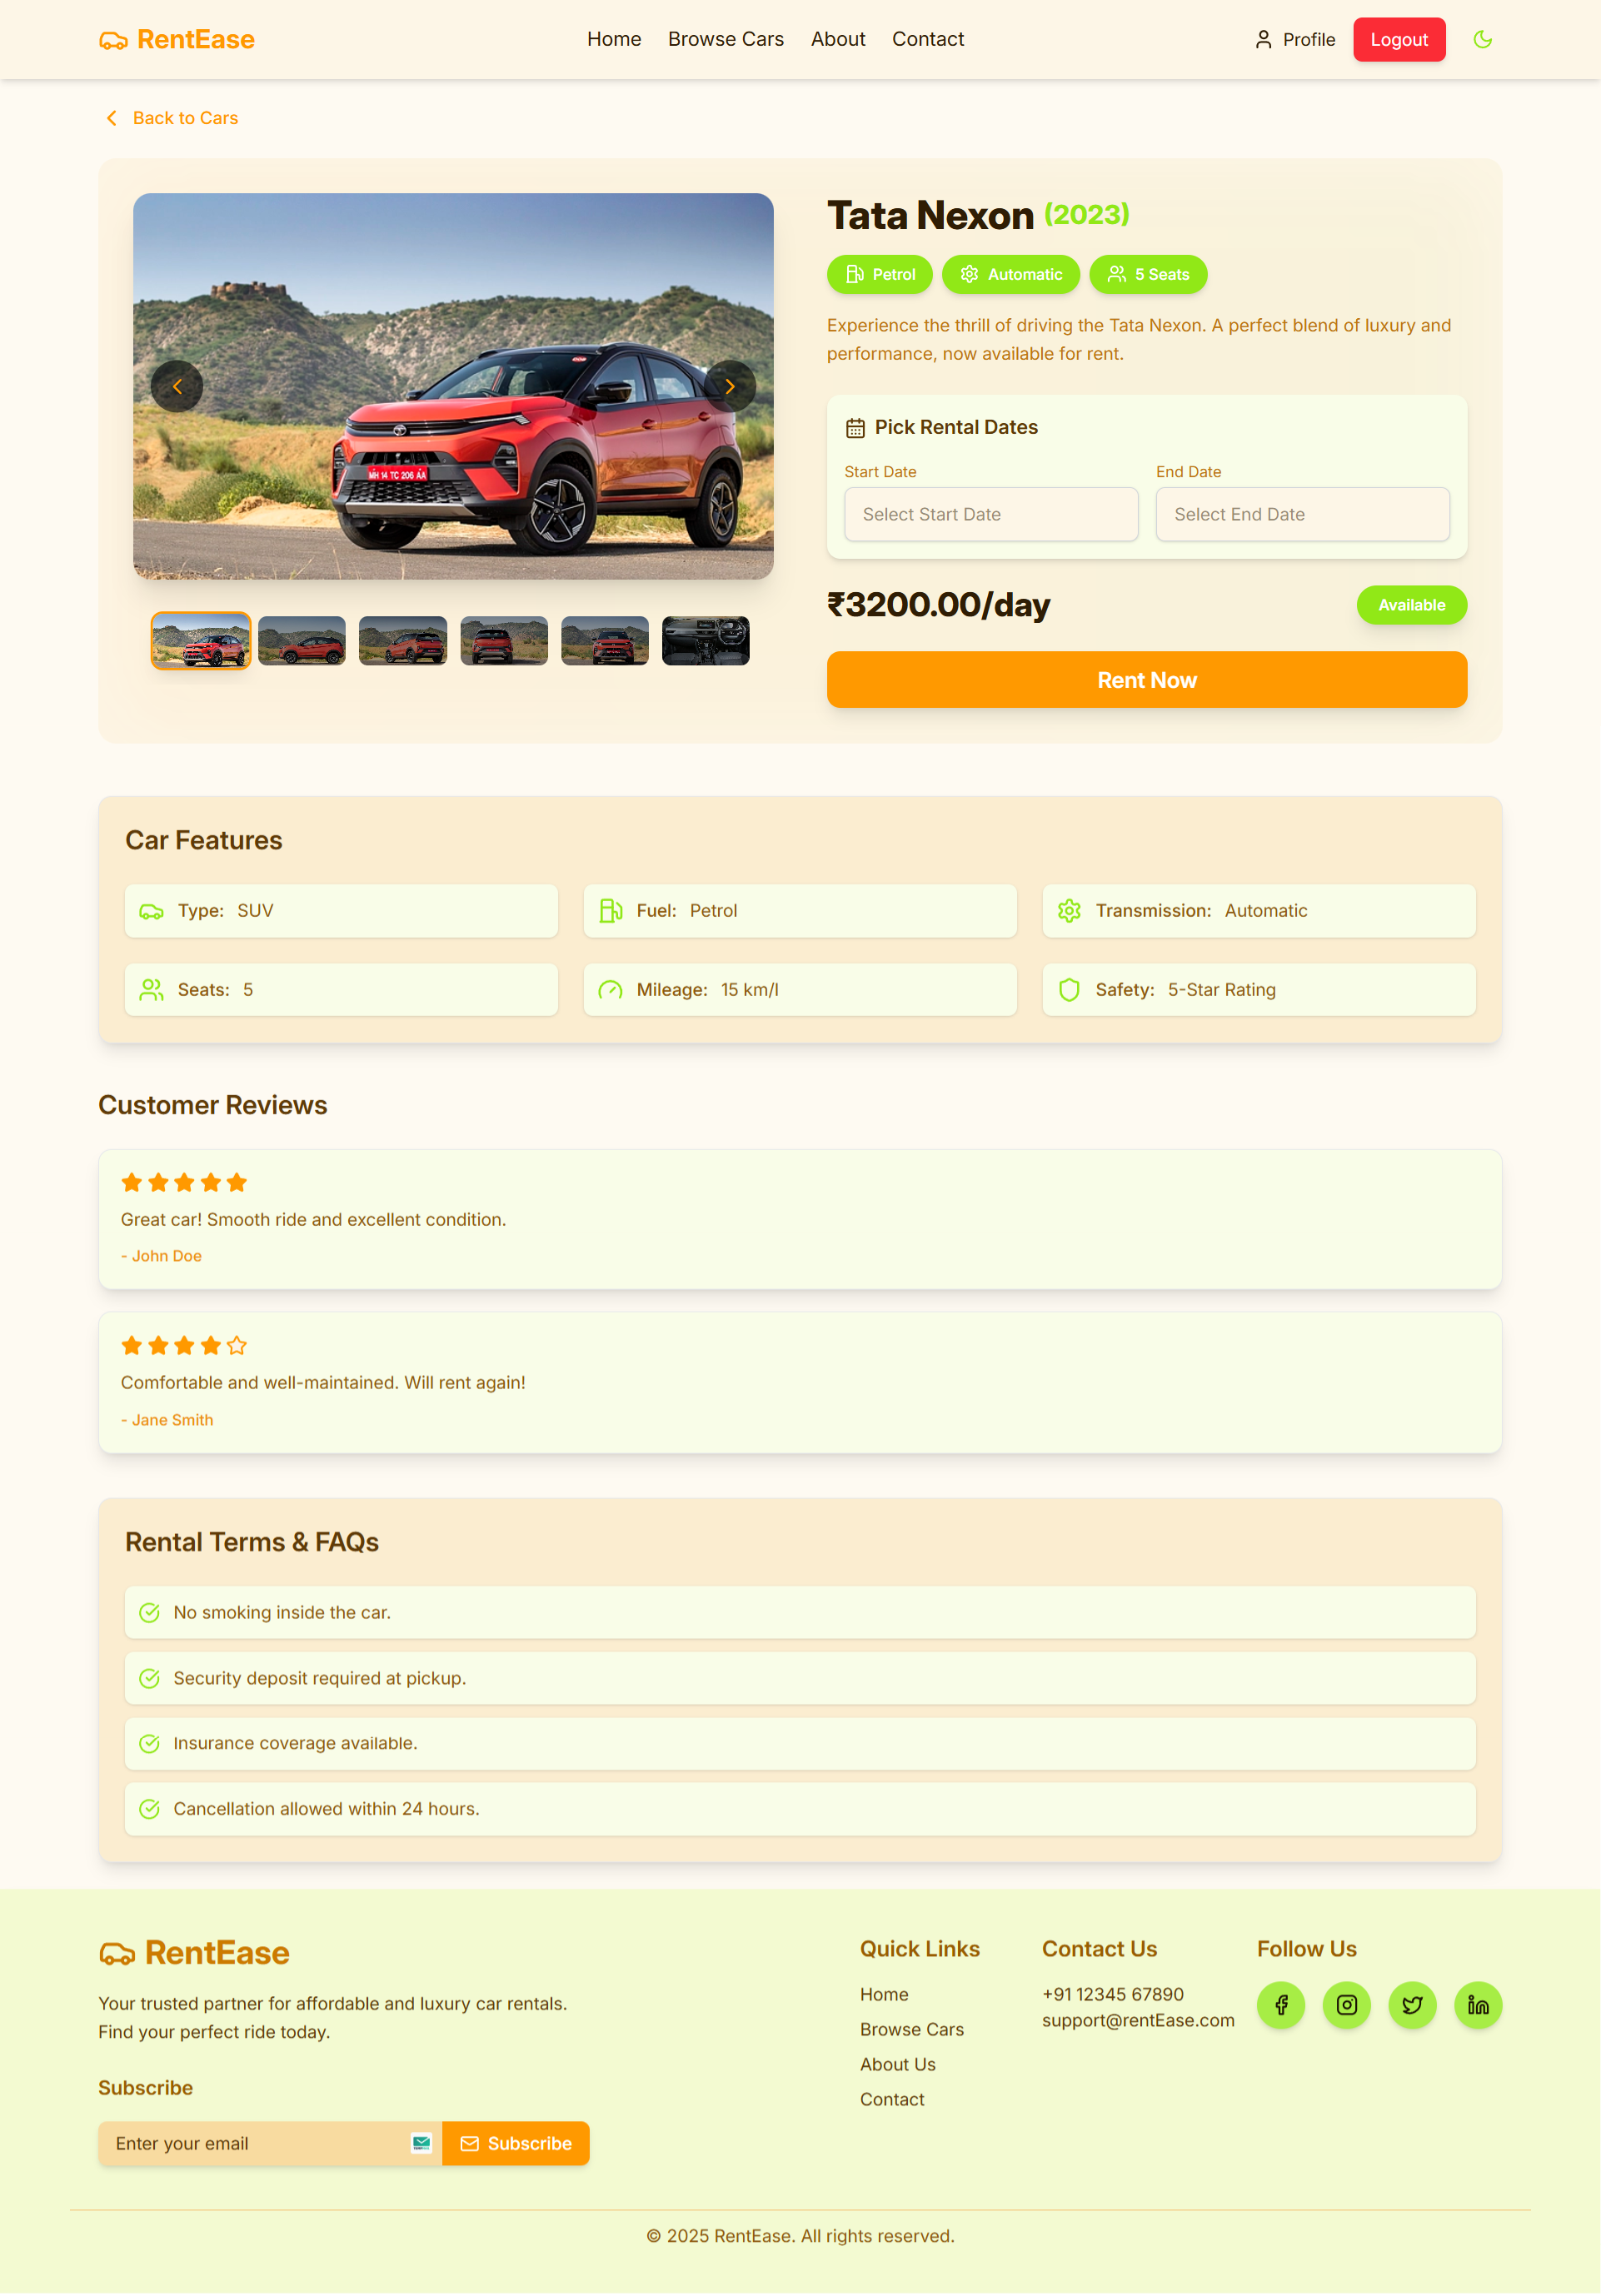 RentEase
Home
Browse Cars
About
Contact
Profile
Logout
Back to Cars
MH 14 TC 206 AA
Tata Nexon (2023)
Petrol
Automatic
5 Seats
Experience the thrill of driving the Tata Nexon. A perfect blend of luxury and
performance, now available for rent.
Pick Rental Dates
Start Date
End Date
Select Start Date
Select End Date
₹3200.00/day
Available
Rent Now
Car Features
Type: SUV
Fuel: Petrol
Transmission: Automatic
Seats: 5
Mileage: 15 km/l
Safety: 5-Star Rating
Customer Reviews
Great car! Smooth ride and excellent condition.
- John Doe
Comfortable and well-maintained. Will rent again!
- Jane Smith
Rental Terms & FAQs
No smoking inside the car.
Security deposit required at pickup.
Insurance coverage available.
Cancellation allowed within 24 hours.
RentEase
Your trusted partner for affordable and luxury car rentals.
Find your perfect ride today.
Subscribe
Enter your email
Subscribe
Quick Links
Home
Browse Cars
About Us
Contact
Contact Us
+91 12345 67890
support@rentEase.com
Follow Us
© 2025 RentEase. All rights reserved.